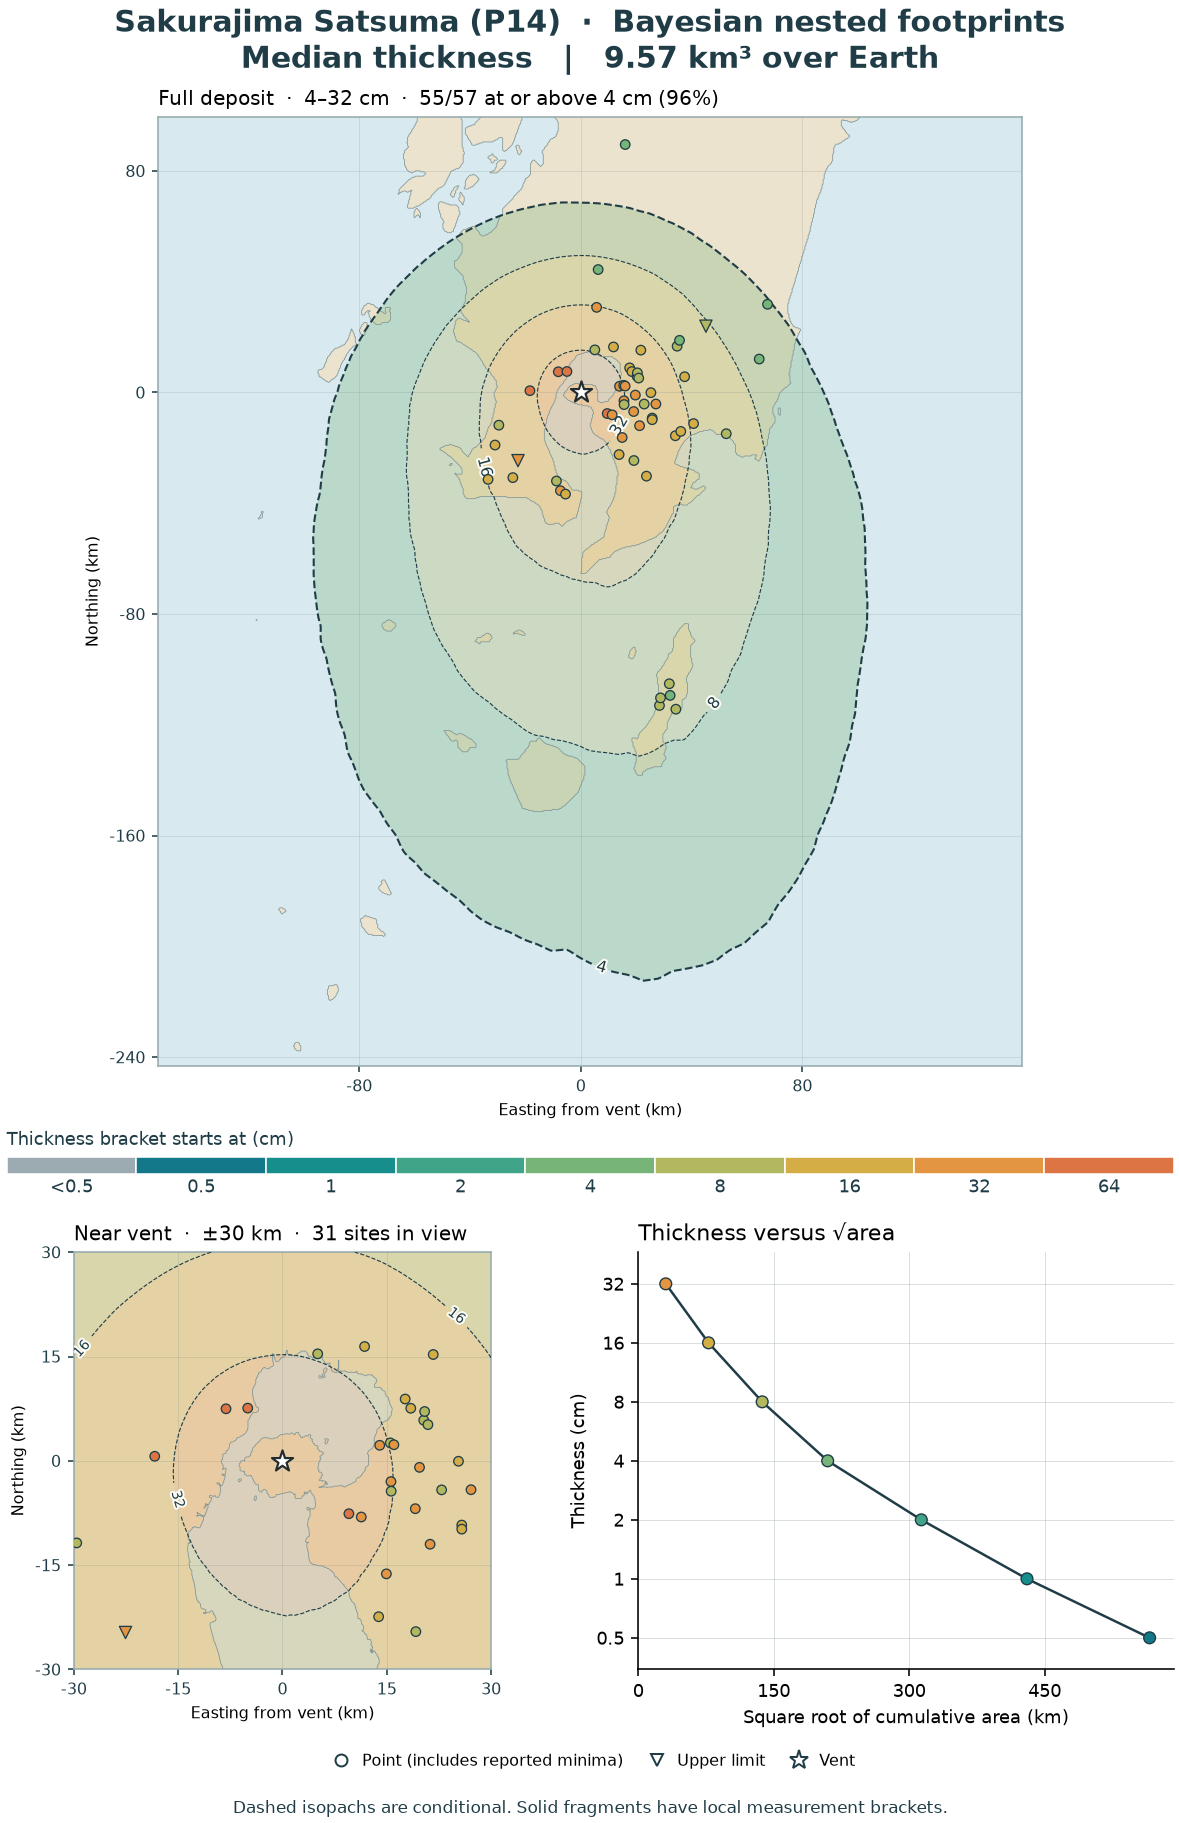 Sakurajima Satsuma (P14)  ·  Bayesian nested footprints
Median thickness   |   9.57 km³ over Earth
Full deposit  ·  4–32 cm  ·  55/57 at or above 4 cm (96%)
80
0
-80
-160
-240
Northing (km)
32
16
8
4
-80
0
80
Easting from vent (km)
Thickness bracket starts at (cm)
<0.5
0.5
1
2
4
8
16
32
64
Near vent  ·  ±30 km  ·  31 sites in view
30
15
0
-15
-30
Northing (km)
16
16
32
-30
-15
0
15
30
Easting from vent (km)
Thickness versus √area
32
16
8
4
2
1
0.5
Thickness (cm)
0
150
300
450
Square root of cumulative area (km)
Point (includes reported minima)
Upper limit
Vent
Dashed isopachs are conditional. Solid fragments have local measurement brackets.